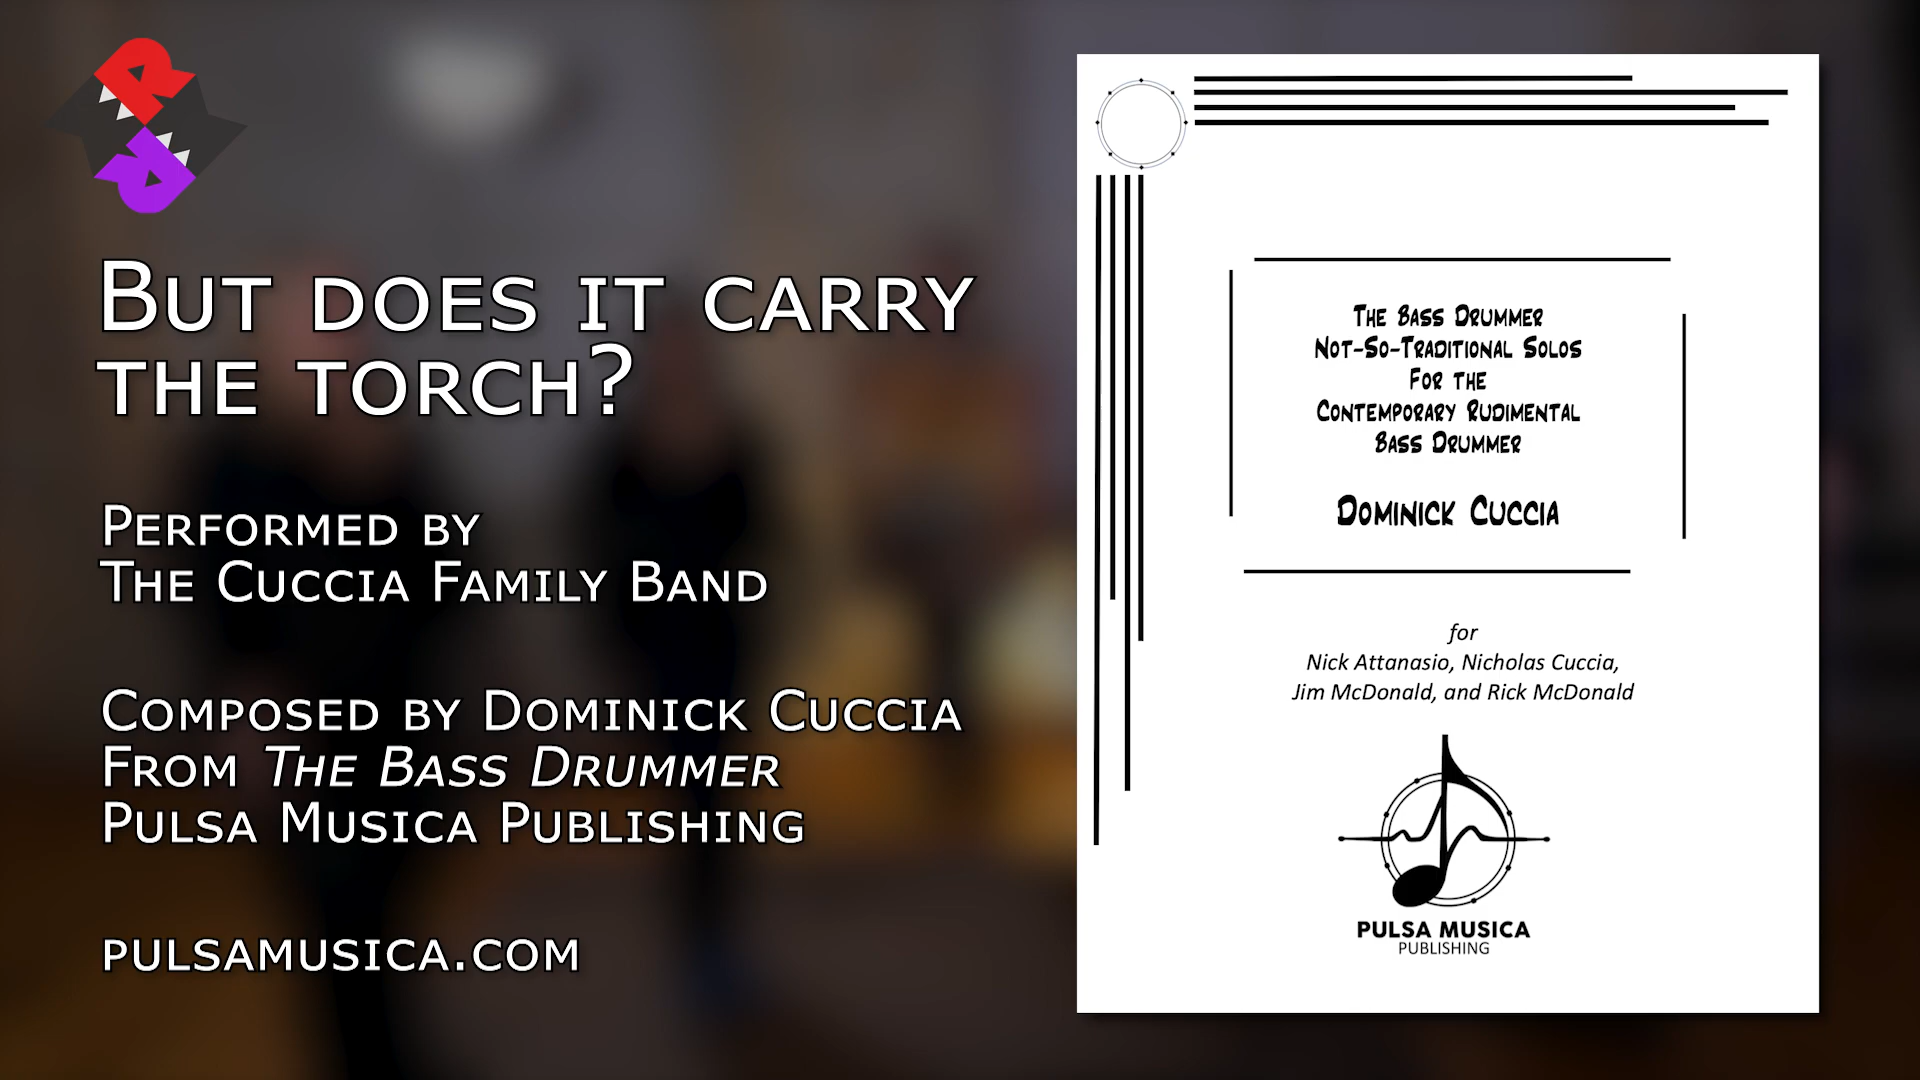 R
R
But does it carry
the torch?
Performed by
The Cuccia Family Band
Composed by Dominick Cuccia
From The Bass Drummer
Pulsa Musica Publishing
pulsamusica.com
The Bass Drummer
Not-So-Traditional Solos
For the
Contemporary Rudimental
Bass Drummer
Dominick Cuccia
for
Nick Attanasio, Nicholas Cuccia,
Jim McDonald, and Rick McDonald
PULSA MUSICA
PUBLISHING